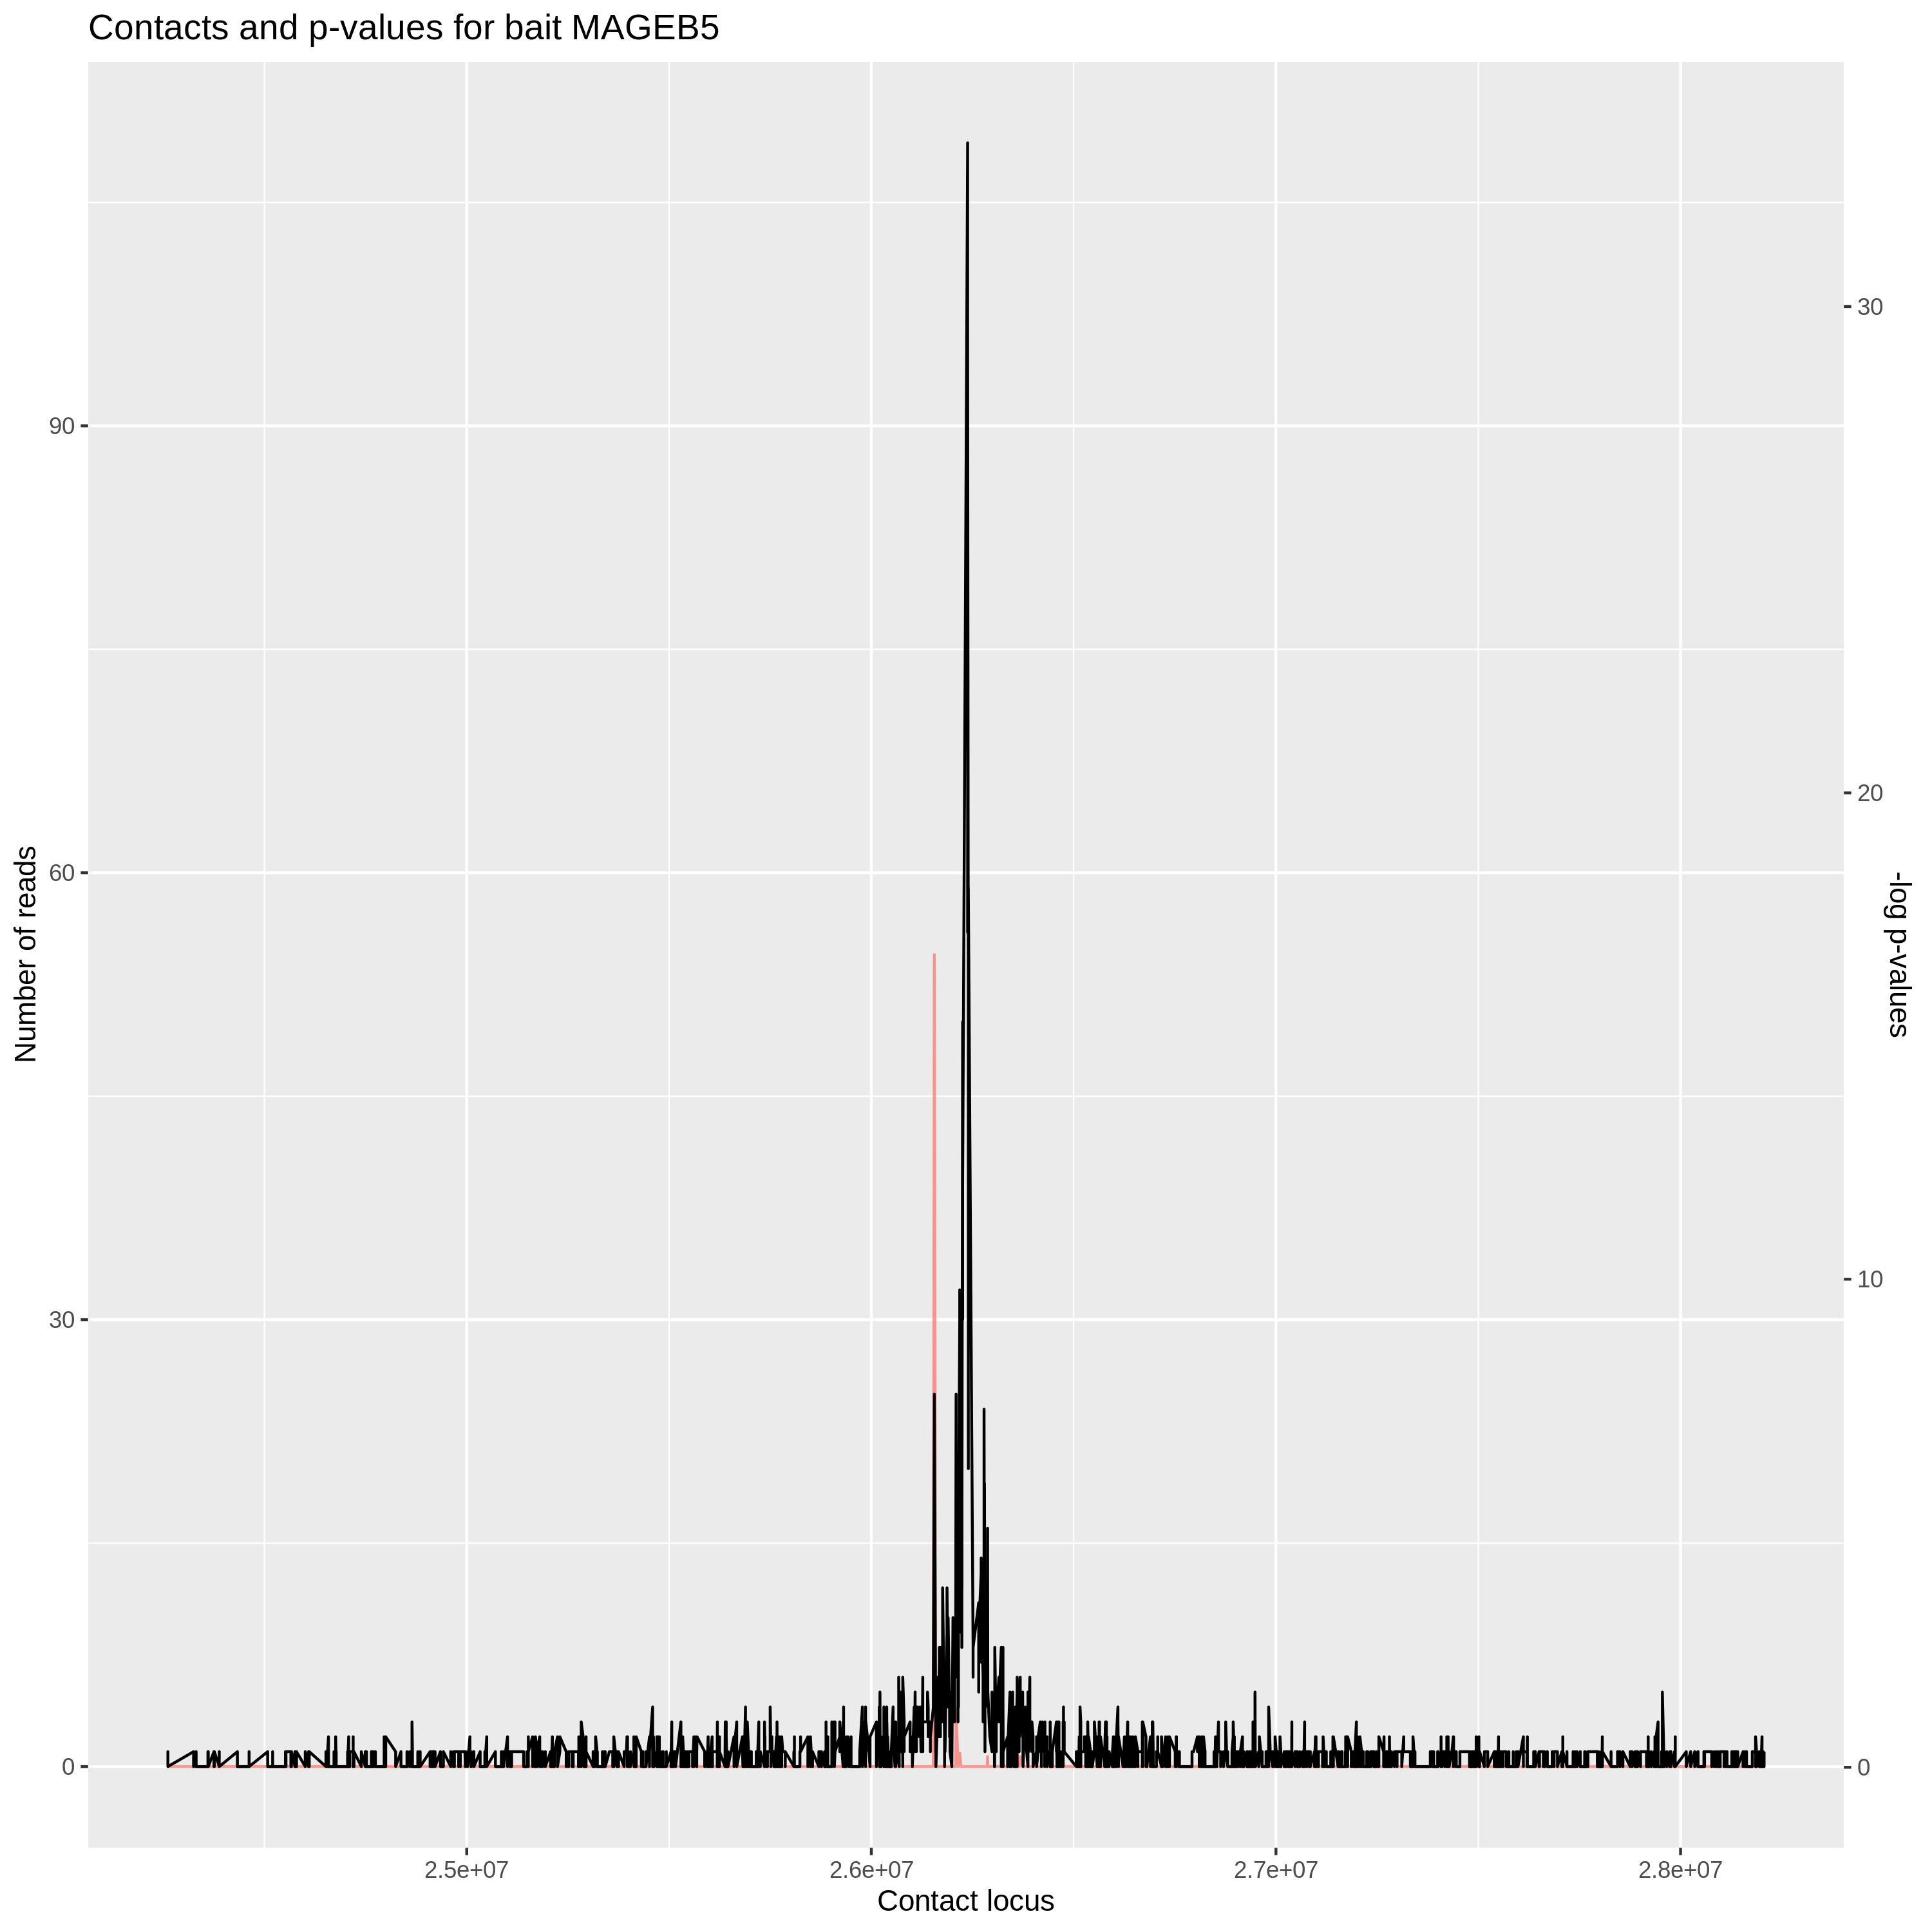 Contacts and p-values for bait MAGEB5
Number of reads
90
60
30
0
30
20
10
0
-log p-values
2.5e+07 2.6e+07 2.7e+07 2.8e+07
Contact locus